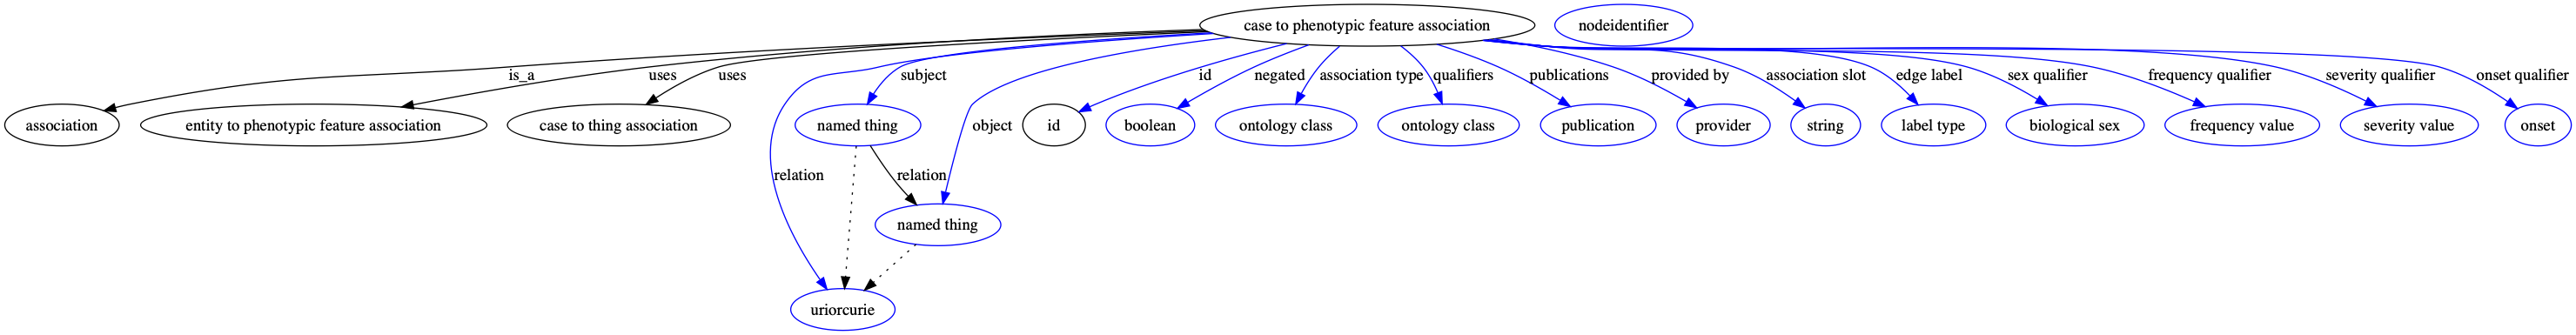 case to phenotypic feature association
nodeidentifier
is_a
uses
uses
subject
id
negated
association type
qualifiers
publications
provided by
association slot
edge label
sex qualifier
frequency qualifier
severity qualifier
onset qualifier
association
entity to phenotypic feature association
case to thing association
named thing
object
id
boolean
ontology class
ontology class
publication
provider
string
label type
biological sex
frequency value
severity value
onset
relation
relation
named thing
uriorcurie